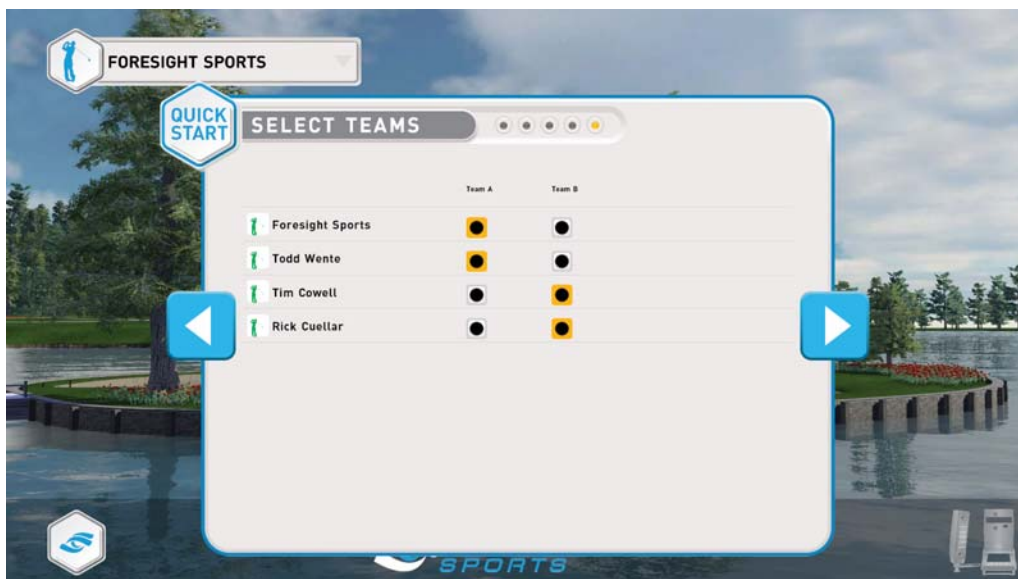 FORESIGHT SPORTS
QUICK
START
SELECT TEAMS
Team A Team B
Foresight Sports
Todd Wente
Tim Cowell
Rick Cuellar
SPORTS